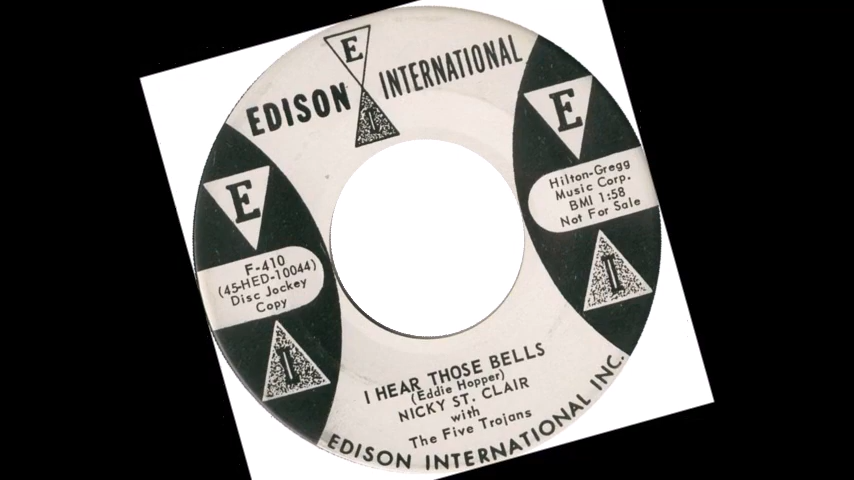 E
I
EDISON INTERNATIONAL
E
Hilton-Gregg
Music Corp.
BMI 1:58
Not For Sale
I
E
F-410
(45-HED-10044)
Disc Jockey
Copy
I
I HEAR THOSE BELLS
(Eddie Hopper)
NICKY ST. CLAIR
with
The Five Trojans
EDISON INTERNATIONAL INC.